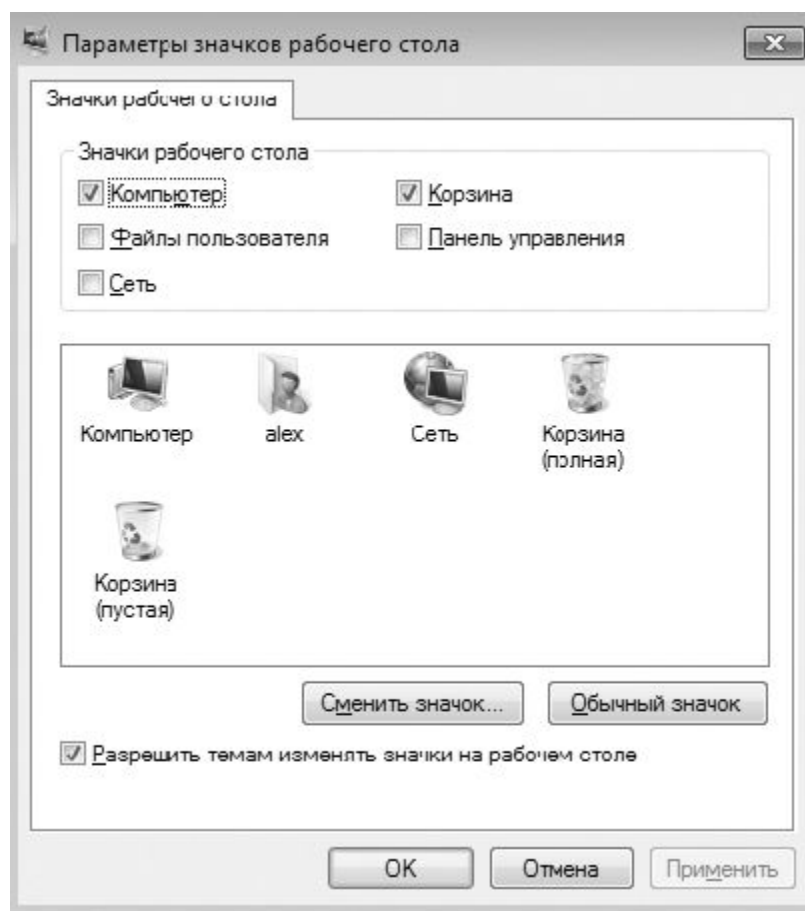 Параметры значков рабочего стола
Значки рабочего стола
Значки рабочего стола
Компьютер
Корзина
Файлы пользователя
Панель управления
Сеть
Компьютер
alex
Сеть
Корзина
(полная)
Корзина
(пустая)
Сменить значок...
Обычный значок
Разрешить темам изменять значки на рабочем столе
OK
Отмена
Применить